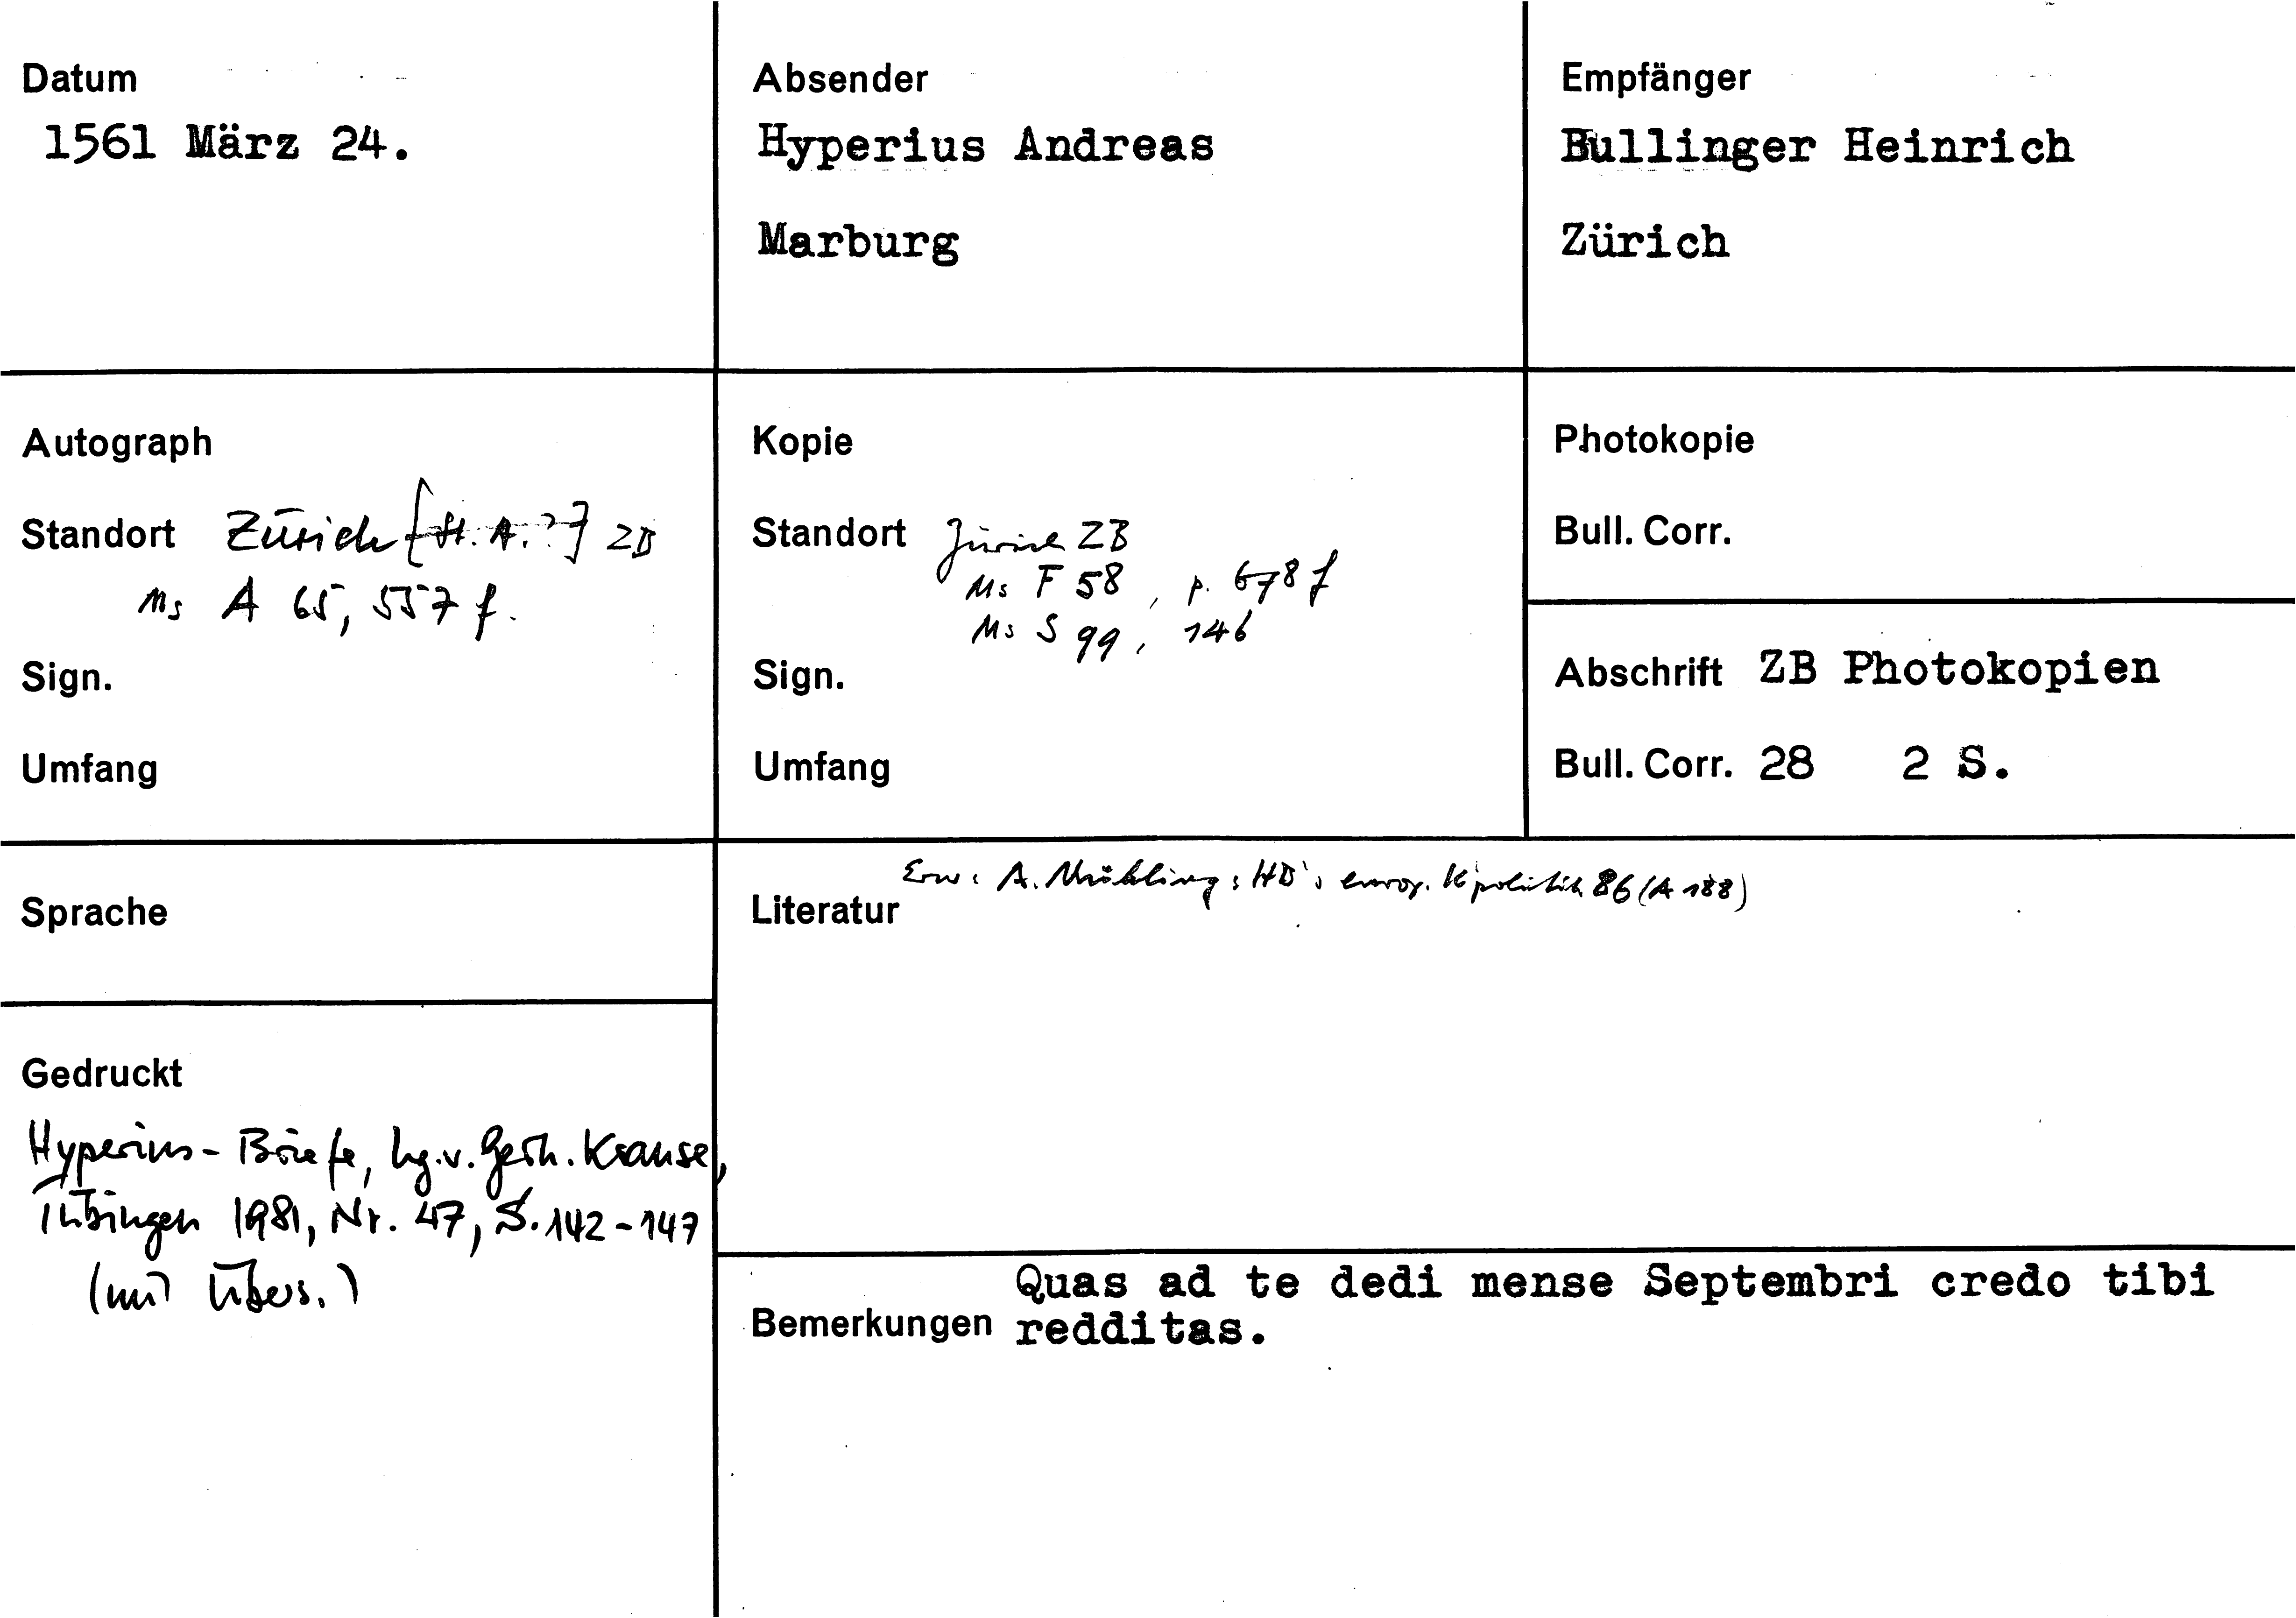 Datum
1561 März 24.
Absender
Hyperius Andreas
Marburg
Empfänger
Bullinger Heinrich
Zürich
Autograph
Standort Zürich [St. A.?] ZB
Ms A 65, 557 f.
Sign.
Umfang
Kopie
Standort Zürich ZB
Ms F 58, p. 678 f
Ms S 99, 146
Sign.
Umfang
Photokopie
Bull. Corr.
Abschrift ZB Photokopien
Bull. Corr. 28 2 S.
Sprache
Erw: A. Mühling: HB's europ. Kpolitik 86 (A 188)
Literatur
Gedruckt
Hyperius-Briefe, hg. v. Gerh. Krause,
Tübingen 1981, Nr. 47, S. 142-147
(mit Übers.)
Quas ad te dedi mense Septembri credo tibi
Bemerkungen redditas.